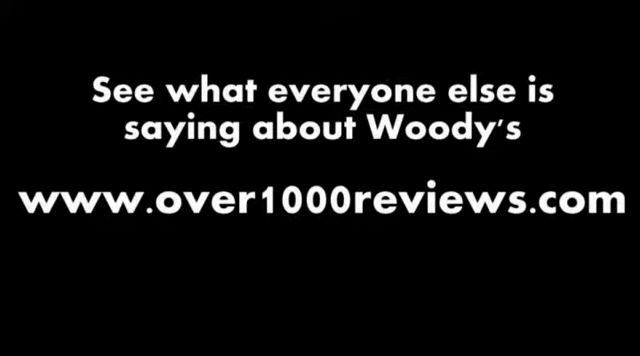 See what everyone else is
saying about Woody's
www.over1000reviews.com